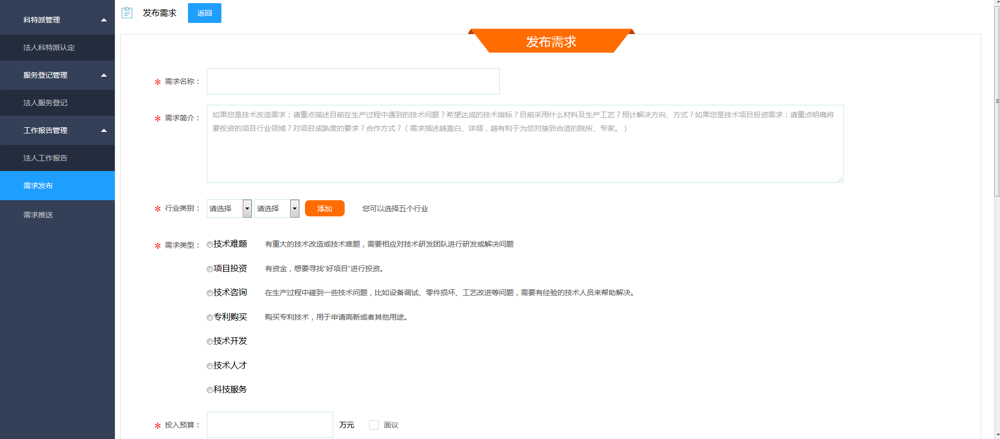 科特派管理
法人科特派认定
服务登记管理
法人服务登记
工作报告管理
法人工作报告
需求发布
需求推送
发布需求 返回
发布需求
* 需求名称：
* 需求简介： 如果您是技术改造需求：请重点描述目前在生产过程中遇到的技术问题？希望达成的技术指标？目前采用什么材料及生产工艺？预计解决方向、方式？如果您是技术项目投资需求：请重点明确将
要投资的项目行业领域？对项目成熟度的要求？合作方式？（需求描述越直白、详细，越有利于为您对接到合适的院所、专家。）
* 行业类别： 请选择 请选择 添加 您可以选择五个行业
* 需求类型： 技术难题 有重大的技术改造或技术难题，需要相应对技术研发团队进行研发或解决问题
项目投资 有资金，想要寻找"好项目"进行投资。
技术咨询 在生产过程中碰到一些技术问题，比如设备调试、零件损坏、工艺改进等问题，需要有经验的技术人员来帮助解决。
专利购买 购买专利技术，用于申请高新或者其他用途。
技术开发
技术人才
科技服务
* 投入预算： 万元 面议